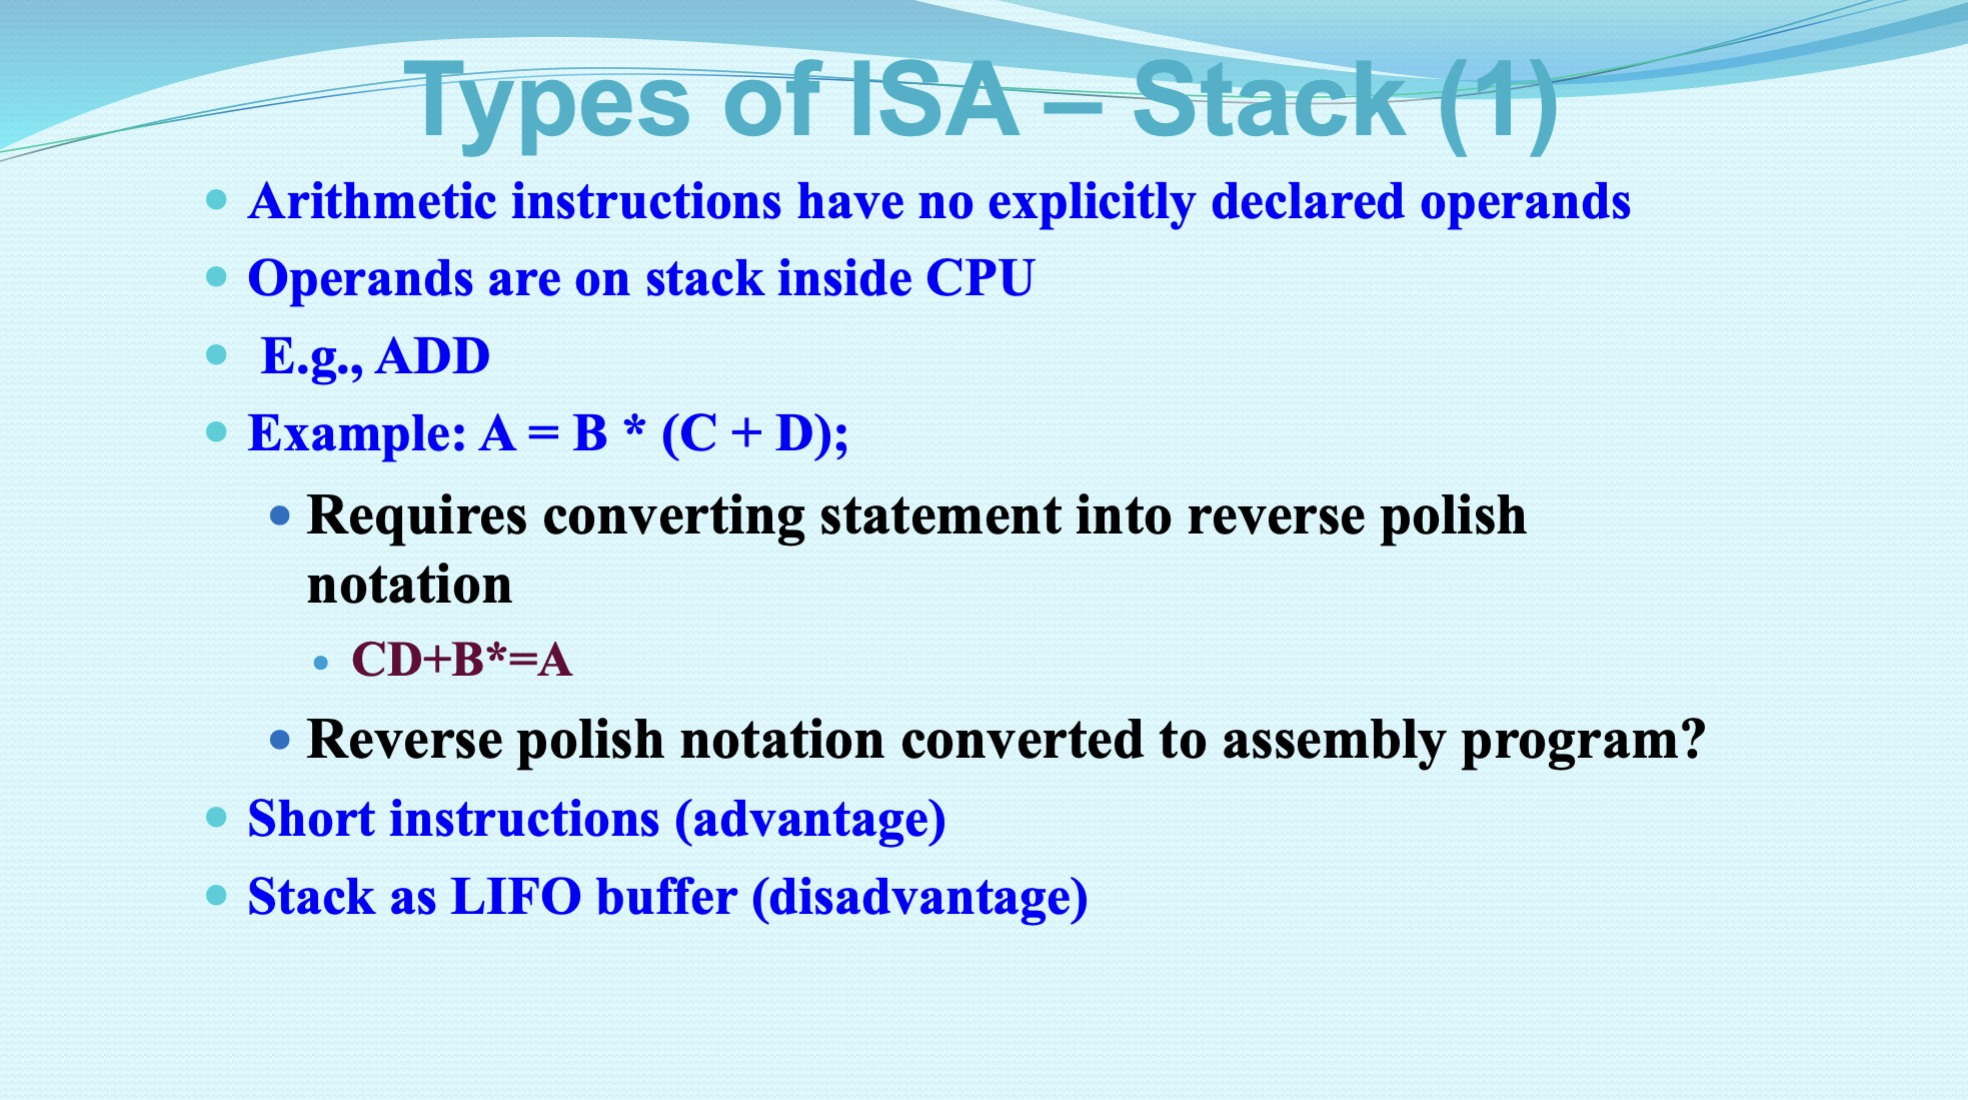 Types of ISA – Stack (1)
Arithmetic instructions have no explicitly declared operands
Operands are on stack inside CPU
E.g., ADD
Example: A = B * (C + D);
Requires converting statement into reverse polish
notation
CD+B*=A
Reverse polish notation converted to assembly program?
Short instructions (advantage)
Stack as LIFO buffer (disadvantage)